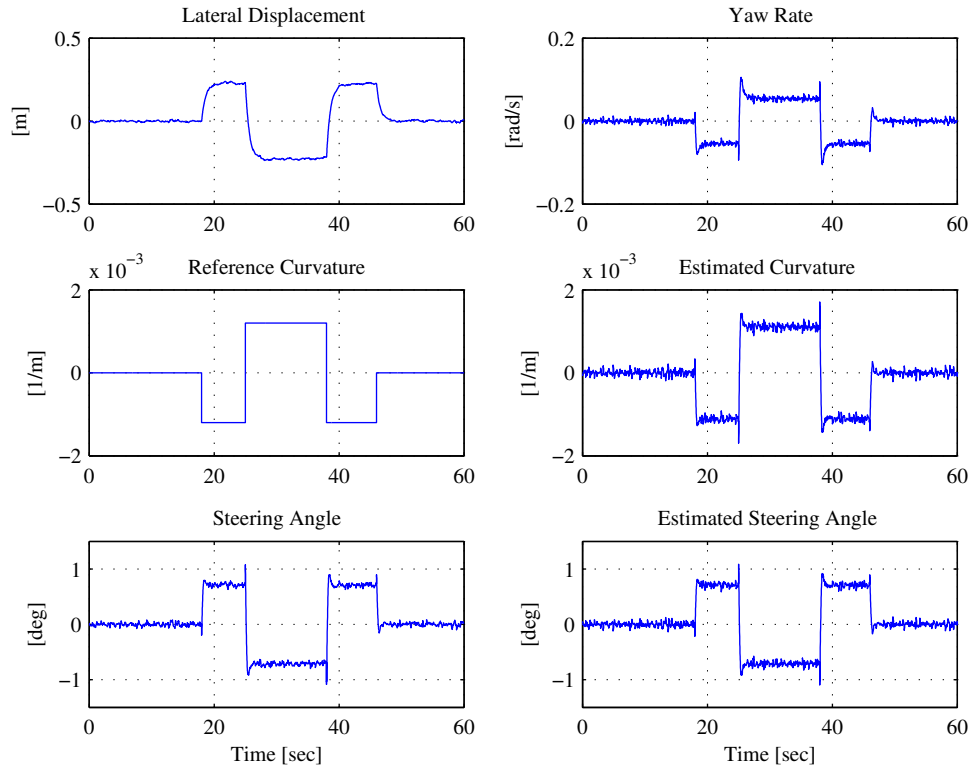 Lateral Displacement
0.5
0
−0.5
[m]
0 20 40 60
Yaw Rate
0.2
0
−0.2
[rad/s]
0 20 40 60
x 10−3
Reference Curvature
2
0
−2
[1/m]
0 20 40 60
x 10−3
Estimated Curvature
2
0
−2
[1/m]
0 20 40 60
Steering Angle
1
0
−1
[deg]
0 20 40 60
Time [sec]
Estimated Steering Angle
1
0
−1
[deg]
0 20 40 60
Time [sec]